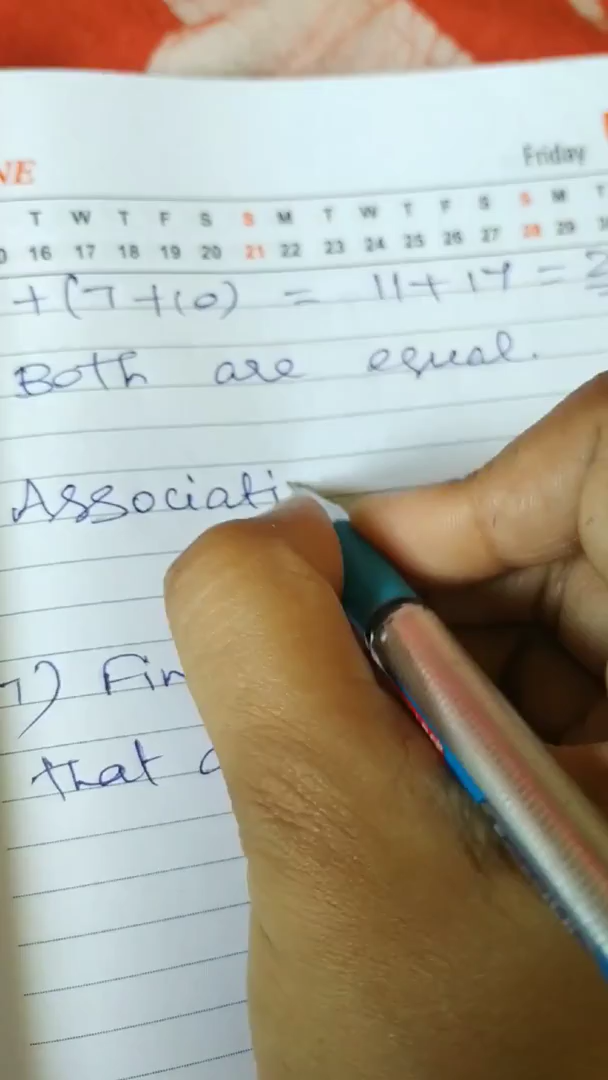 NE
Friday
T W T F S S M T W T F S S M T
16 17 18 19 20 21 22 23 24 25 26 27 28 29
+(7+10) = 11+17 = 2
Both are equal.
Associati
7) Fin
that